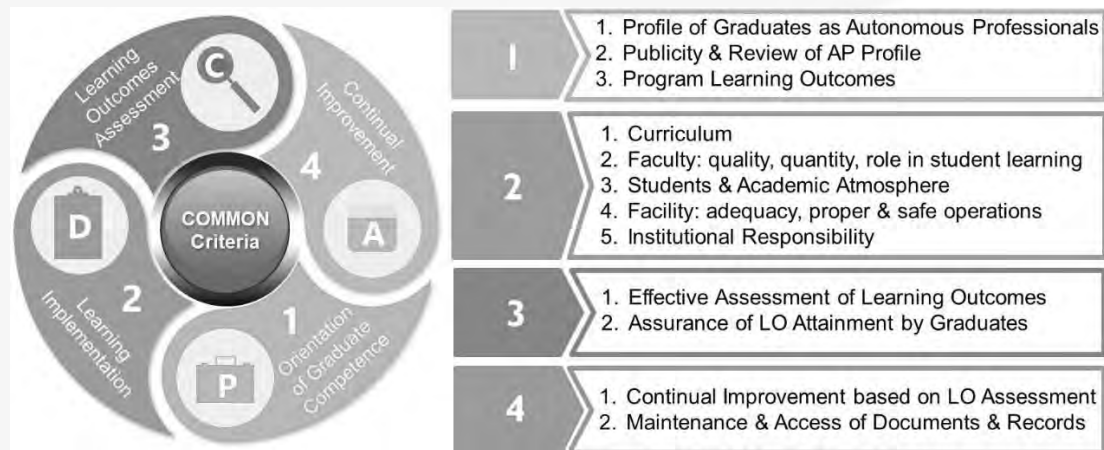 Learning
Outcomes
Assessment
3
C
Continual
Improvement
4
A
COMMON
Criteria
D
2
Learning
Implementation
1
Orientation
of Graduate
Competence
P
1
1. Profile of Graduates as Autonomous Professionals
2. Publicity & Review of AP Profile
3. Program Learning Outcomes
2
1. Curriculum
2. Faculty: quality, quantity, role in student learning
3. Students & Academic Atmosphere
4. Facility: adequacy, proper & safe operations
5. Institutional Responsibility
3
1. Effective Assessment of Learning Outcomes
2. Assurance of LO Attainment by Graduates
4
1. Continual Improvement based on LO Assessment
2. Maintenance & Access of Documents & Records